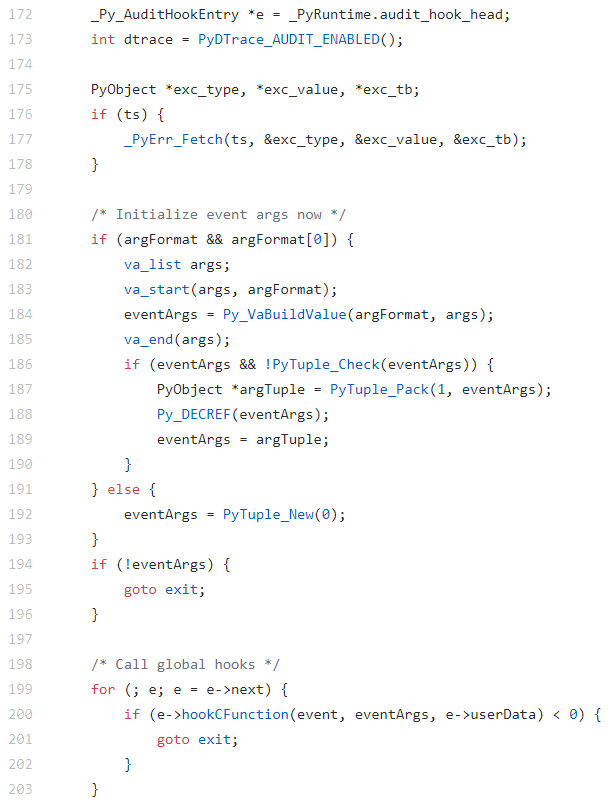 172 _Py_AuditHookEntry *e = _PyRuntime.audit_hook_head;
173 int dtrace = PyDTrace_AUDIT_ENABLED();
174
175 PyObject *exc_type, *exc_value, *exc_tb;
176 if (ts) {
177 _PyErr_Fetch(ts, &exc_type, &exc_value, &exc_tb);
178 }
179
180 /* Initialize event args now */
181 if (argFormat && argFormat[0]) {
182 va_list args;
183 va_start(args, argFormat);
184 eventArgs = Py_VaBuildValue(argFormat, args);
185 va_end(args);
186 if (eventArgs && !PyTuple_Check(eventArgs)) {
187 PyObject *argTuple = PyTuple_Pack(1, eventArgs);
188 Py_DECREF(eventArgs);
189 eventArgs = argTuple;
190 }
191 } else {
192 eventArgs = PyTuple_New(0);
193 }
194 if (!eventArgs) {
195 goto exit;
196 }
197
198 /* Call global hooks */
199 for (; e; e = e->next) {
200 if (e->hookCFunction(event, eventArgs, e->userData) < 0) {
201 goto exit;
202 }
203 }